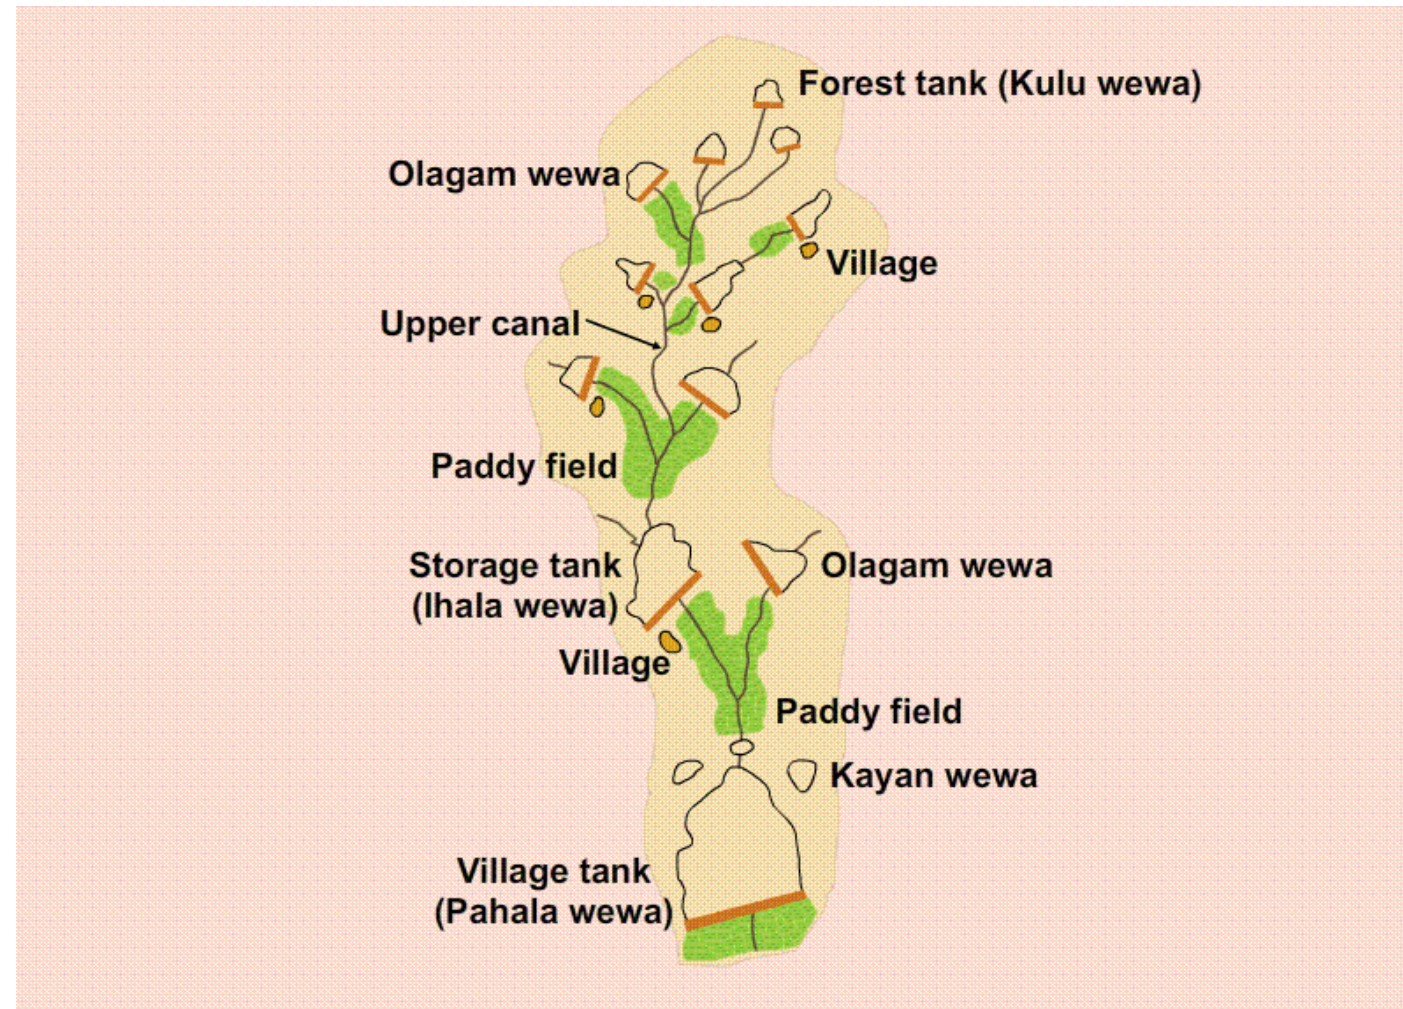 Forest tank (Kulu wewa)
Olagam wewa
Village
Upper canal
Paddy field
Storage tank
(Ihala wewa)
Olagam wewa
Village
Paddy field
Kayan wewa
Village tank
(Pahala wewa)